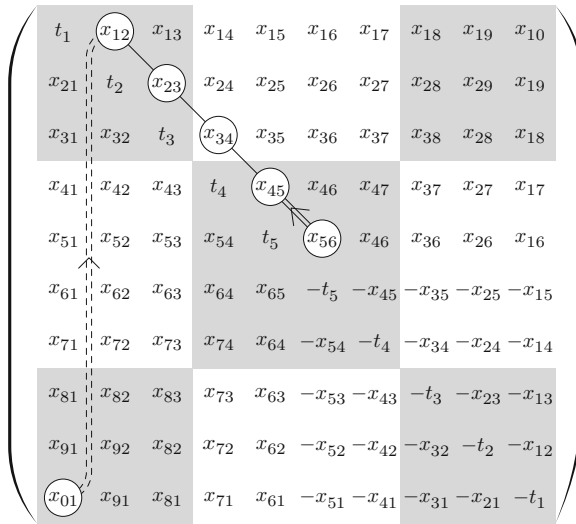 t₁ x₁₂ x₁₃ x₁₄ x₁₅ x₁₆ x₁₇ x₁₈ x₁₉ x₁₀
x₂₁ t₂ x₂₃ x₂₄ x₂₅ x₂₆ x₂₇ x₂₈ x₂₉ x₁₉
x₃₁ x₃₂ t₃ x₃₄ x₃₅ x₃₆ x₃₇ x₃₈ x₂₈ x₁₈
x₄₁ x₄₂ x₄₃ t₄ x₄₅ x₄₆ x₄₇ x₃₇ x₂₇ x₁₇
x₅₁ x₅₂ x₅₃ x₅₄ t₅ x₅₆ x₄₆ x₃₆ x₂₆ x₁₆
x₆₁ x₆₂ x₆₃ x₆₄ x₆₅ −t₅ −x₄₅ −x₃₅ −x₂₅ −x₁₅
x₇₁ x₇₂ x₇₃ x₇₄ x₆₄ −x₅₄ −t₄ −x₃₄ −x₂₄ −x₁₄
x₈₁ x₈₂ x₈₃ x₇₃ x₆₃ −x₅₃ −x₄₃ −t₃ −x₂₃ −x₁₃
x₉₁ x₉₂ x₈₂ x₇₂ x₆₂ −x₅₂ −x₄₂ −x₃₂ −t₂ −x₁₂
x₀₁ x₉₁ x₈₁ x₇₁ x₆₁ −x₅₁ −x₄₁ −x₃₁ −x₂₁ −t₁